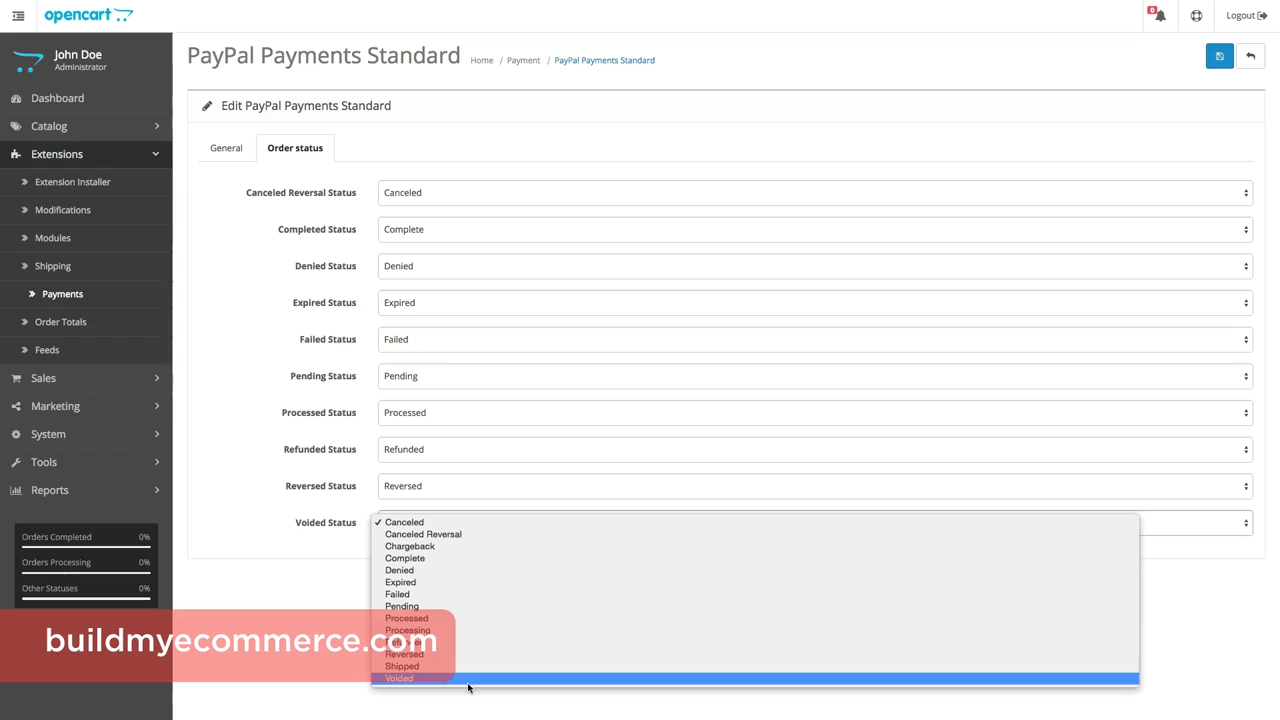 opencart
0
Logout
John Doe
Administrator
Dashboard
Catalog
Extensions
Extension Installer
Modifications
Modules
Shipping
Payments
Order Totals
Feeds
Sales
Marketing
System
Tools
Reports
Orders Completed 0%
Orders Processing 0%
Other Statuses 0%
PayPal Payments Standard
Home / Payment / PayPal Payments Standard
Edit PayPal Payments Standard
General
Order status
Canceled Reversal Status Canceled
Completed Status Complete
Denied Status Denied
Expired Status Expired
Failed Status Failed
Pending Status Pending
Processed Status Processed
Refunded Status Refunded
Reversed Status Reversed
Voided Status
✓ Canceled
Canceled Reversal
Chargeback
Complete
Denied
Expired
Failed
Pending
Processed
Processing
Refunded
Reversed
Shipped
Voided
buildmyecommerce.com